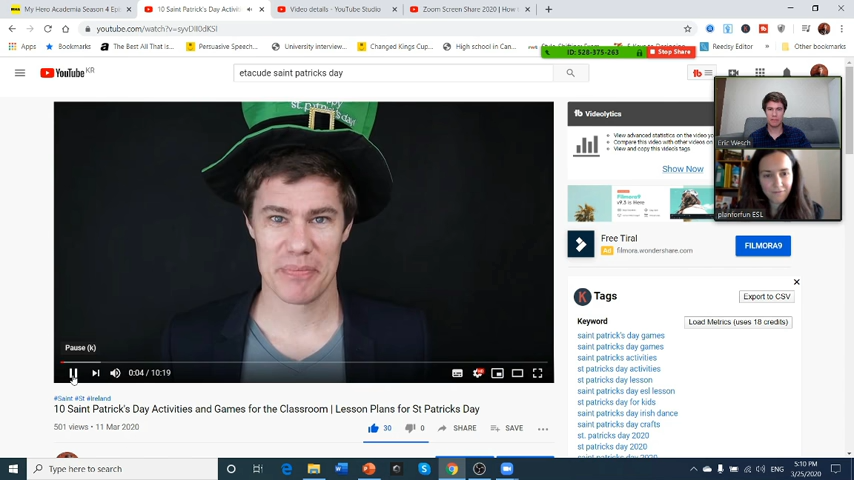 My Hero Academia Season 4 Ep
10 Saint Patrick's Day Activiti
Video details - YouTube Studio
Zoom Screen Share 2020 | How
youtube.com/watch?v=syvDlI0dKSI
Apps
Bookmarks
The Best All That Is...
Persuasive Speech...
University interview...
Changed Kings Cup...
High school in Can...
Reedsy Editor
Other bookmarks
ID: 528-375-263
Stop Share
YouTube KR
etacude saint patricks day
Happy
st. patrick's
day!
Pause (k)
0:04 / 10:19
#Saint #St #Ireland
10 Saint Patrick's Day Activities and Games for the Classroom | Lesson Plans for St Patricks Day
501 views • 11 Mar 2020
30
0
SHARE
SAVE
Videolytics
View advanced statistics on the video yo
Compare this video with other videos on
View and copy this video's tags
Show Now
Filmora9
v9.5 is Here
Free Tiral
Ad
filmora.wondershare.com
FILMORA9
Eric Wesch
planforfun ESL
Tags
Export to CSV
Keyword
Load Metrics (uses 18 credits)
saint patrick's day games
saint patricks day games
saint patricks activities
st patricks day activities
st patricks day lesson
saint patricks day esl lesson
st patricks day for kids
saint patricks day irish dance
saint patricks day crafts
st. patricks day 2020
st patricks day 2020
Type here to search
5:10 PM
3/25/2020